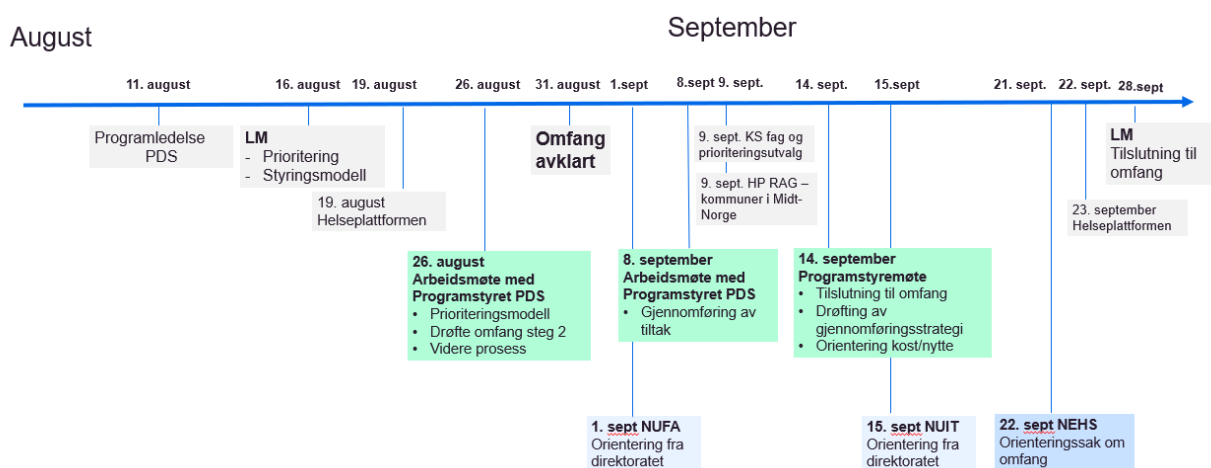 August
September
11. august
16. august
19. august
26. august
31. august
1.sept
8.sept
9. sept.
14. sept.
15.sept
21. sept.
22. sept.
28.sept
Programledelse
PDS
LM
- Prioritering
- Styringsmodell
19. august
Helseplattformen
Omfang
avklart
9. sept. KS fag og
prioriteringsutvalg
9. sept. HP RAG –
kommuner i Midt-
Norge
LM
Tilslutning til
omfang
23. september
Helseplattformen
26. august
Arbeidsmøte med
Programstyret PDS
• Prioriteringsmodell
• Drøfte omfang steg 2
• Videre prosess
8. september
Arbeidsmøte med
Programstyret PDS
• Gjennomføring av
tiltak
14. september
Programstyremøte
• Tilslutning til omfang
• Drøfting av
gjennomføringsstrategi
• Orientering kost/nytte
1. sept NUFA
Orientering fra
direktoratet
15. sept NUIT
Orientering fra
direktoratet
22. sept NEHS
Orienteringssak om
omfang